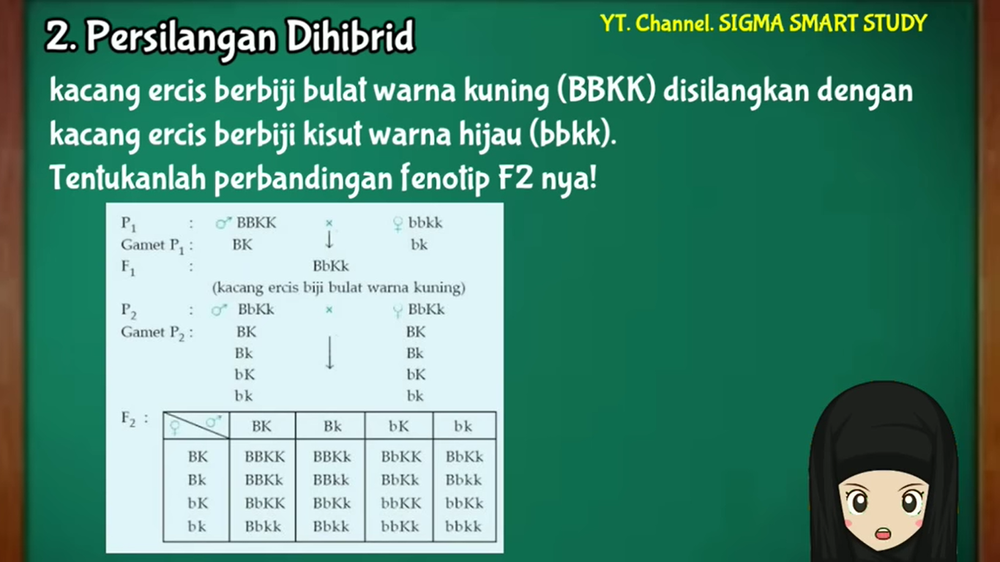 2. Persilangan Dihibrid
YT. Channel. SIGMA SMART STUDY
kacang ercis berbiji bulat warna kuning (BBKK) disilangkan dengan
kacang ercis berbiji kisut warna hijau (bbkk).
Tentukanlah perbandingan fenotip F2 nya!
P1 : ♂ BBKK × ♀ bbkk
Gamet P1 : BK ↓ bk
F1 : BbKk
(kacang ercis biji bulat warna kuning)
P2 : ♂ BbKk × ♀ BbKk
Gamet P2 : BK BK
Bk ↓ Bk
bK bK
bk bk
F2 : ♀ ♂ BK Bk bK bk
BK BBKK BBKk BbKK BbKk
Bk BBKk BBkk BbKk Bbkk
bK BbKK BbKk bbKK bbKk
bk Bbkk Bbkk bbKk bbkk